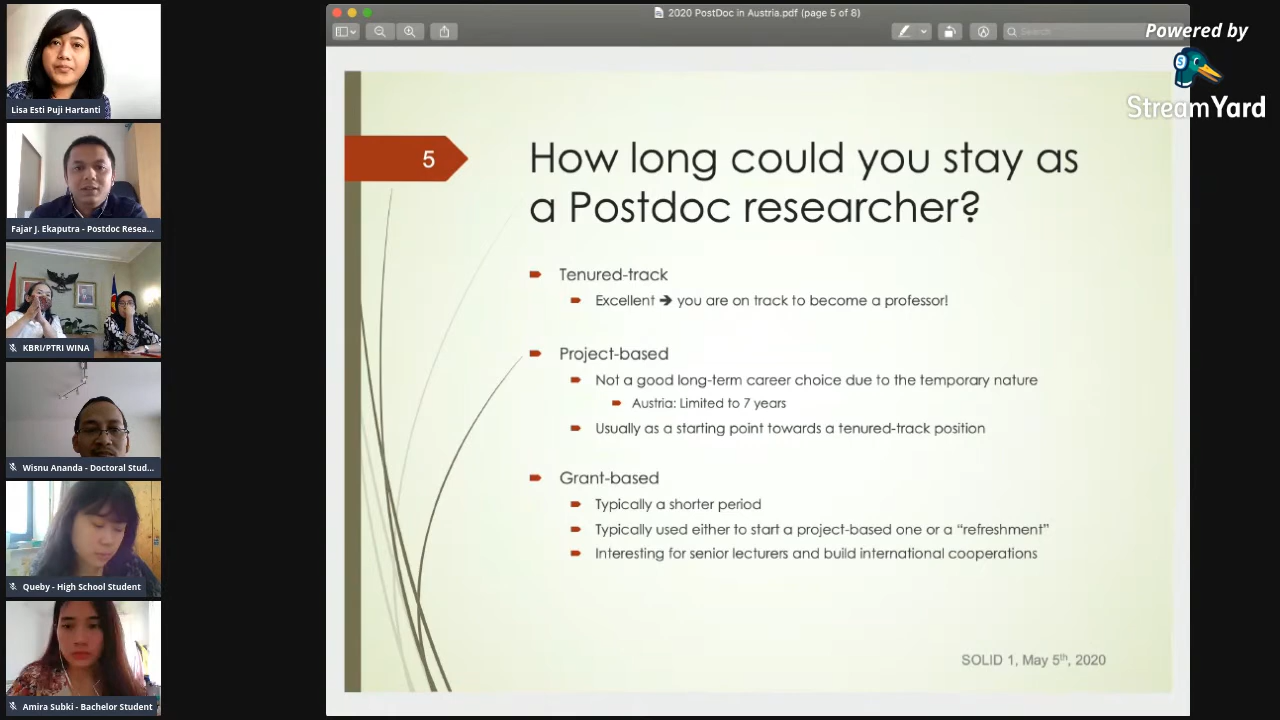 Lisa Esti Puji Hartanti
Fajar J. Ekaputra - Postdoc Resea...
KBRI/PTRI WINA
Wisnu Ananda - Doctoral Stud...
Queby - High School Student
Amira Subki - Bachelor Student
2020 PostDoc in Austria.pdf (page 5 of 8)
Search
Powered by
StreamYard
5
How long could you stay as
a Postdoc researcher?
Tenured-track
Excellent ➔ you are on track to become a professor!
Project-based
Not a good long-term career choice due to the temporary nature
Austria: Limited to 7 years
Usually as a starting point towards a tenured-track position
Grant-based
Typically a shorter period
Typically used either to start a project-based one or a “refreshment”
Interesting for senior lecturers and build international cooperations
SOLID 1, May 5th, 2020